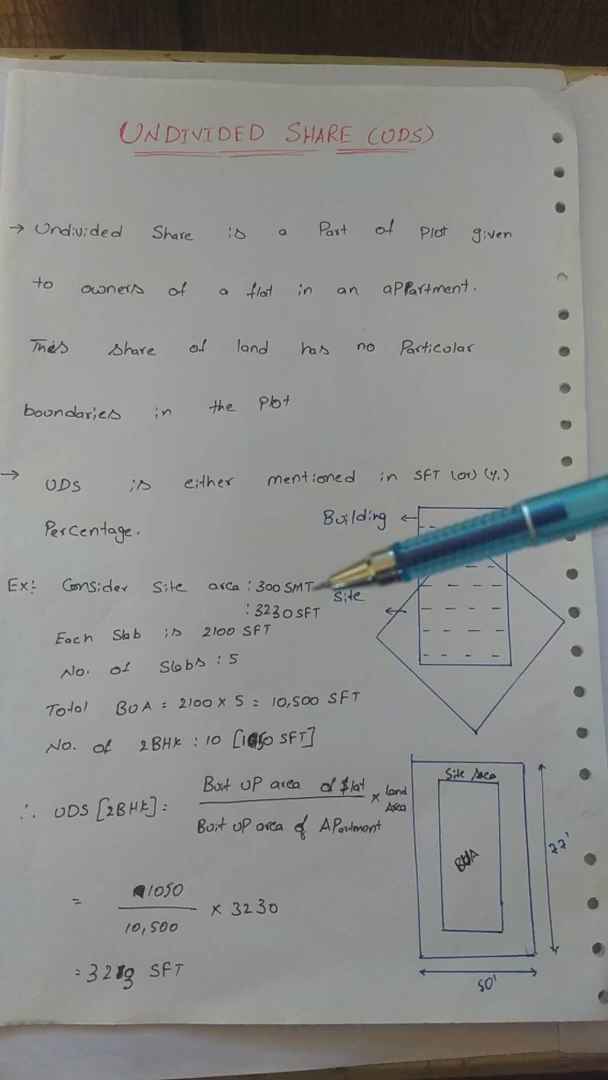 UNDIVIDED SHARE (UDS)
→ Undivided Share is a Part of Plot given
to owners of a flat in an appartment.
This share of land has no Particular
boundaries in the Plot
→ UDS is either mentioned in SFT (or) (%)
Percentage.
Building ←
Ex: Consider Site area : 300 SMT
: 3230 SFT
Site
←
Each Slab is 2100 SFT
No. of Slabs : 5
Total BUA = 2100 x 5 = 10,500 SFT
No. of 2BHK : 10 [1050 SFT]
∴ UDS [2BHK] = Buit UP area of flat / Buit UP area of APartment x land Area
= 1050 / 10,500 x 3230
= 323 SFT
Site Area
BUA
50'